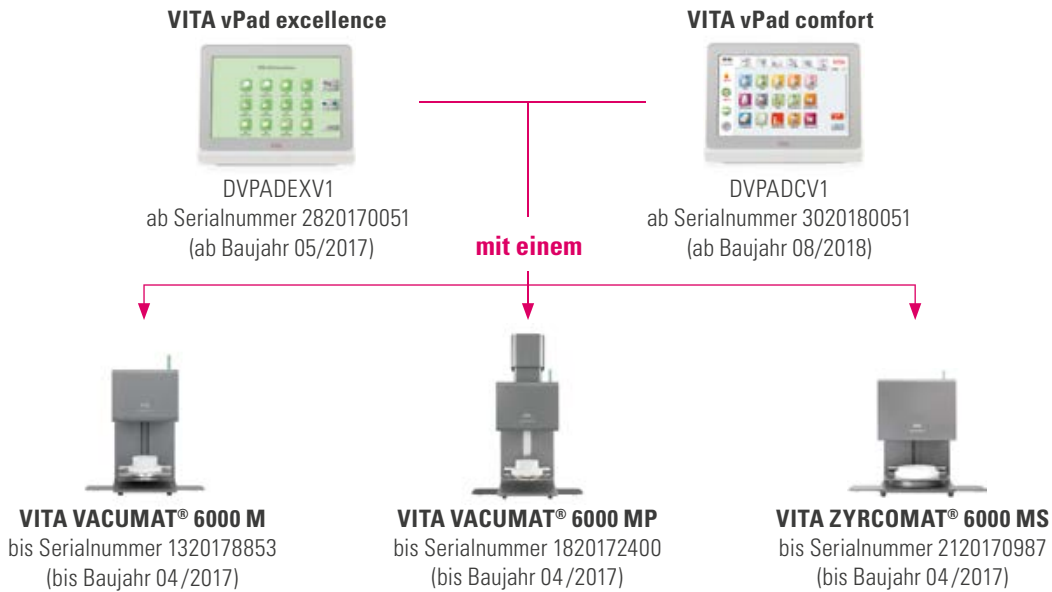 VITA vPad excellence
VITA vPad comfort
DVPADEXV1
ab Serialnummer 2820170051
(ab Baujahr 05/2017)
DVPADCV1
ab Serialnummer 3020180051
(ab Baujahr 08/2018)
mit einem
VITA VACUMAT® 6000 M
bis Serialnummer 1320178853
(bis Baujahr 04/2017)
VITA VACUMAT® 6000 MP
bis Serialnummer 1820172400
(bis Baujahr 04/2017)
VITA ZYRCOMAT® 6000 MS
bis Serialnummer 2120170987
(bis Baujahr 04/2017)